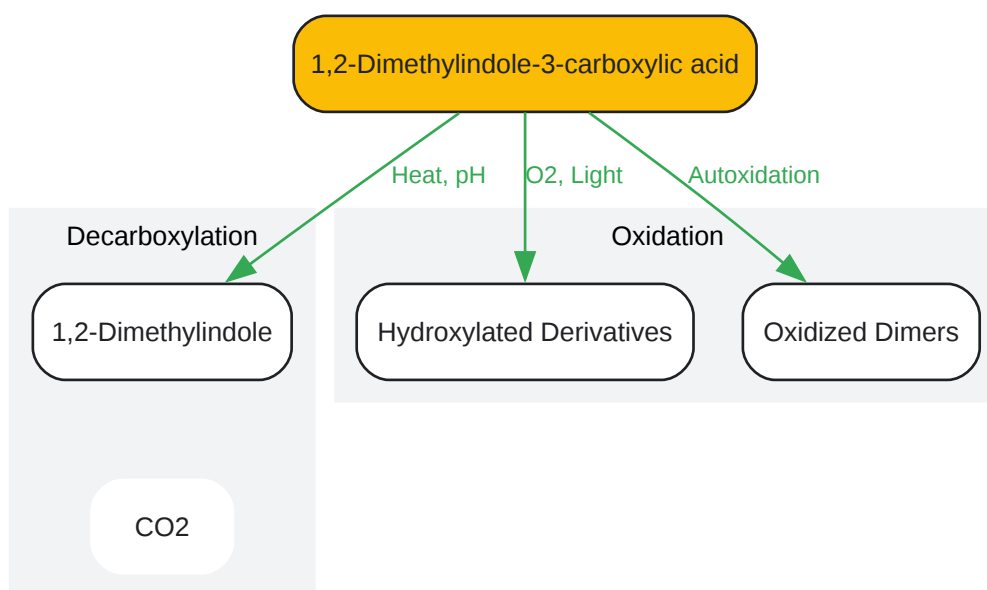 1,2-Dimethylindole-3-carboxylic acid
Heat, pH
O2, Light
Autoxidation
Decarboxylation
Oxidation
1,2-Dimethylindole
Hydroxylated Derivatives
Oxidized Dimers
CO2